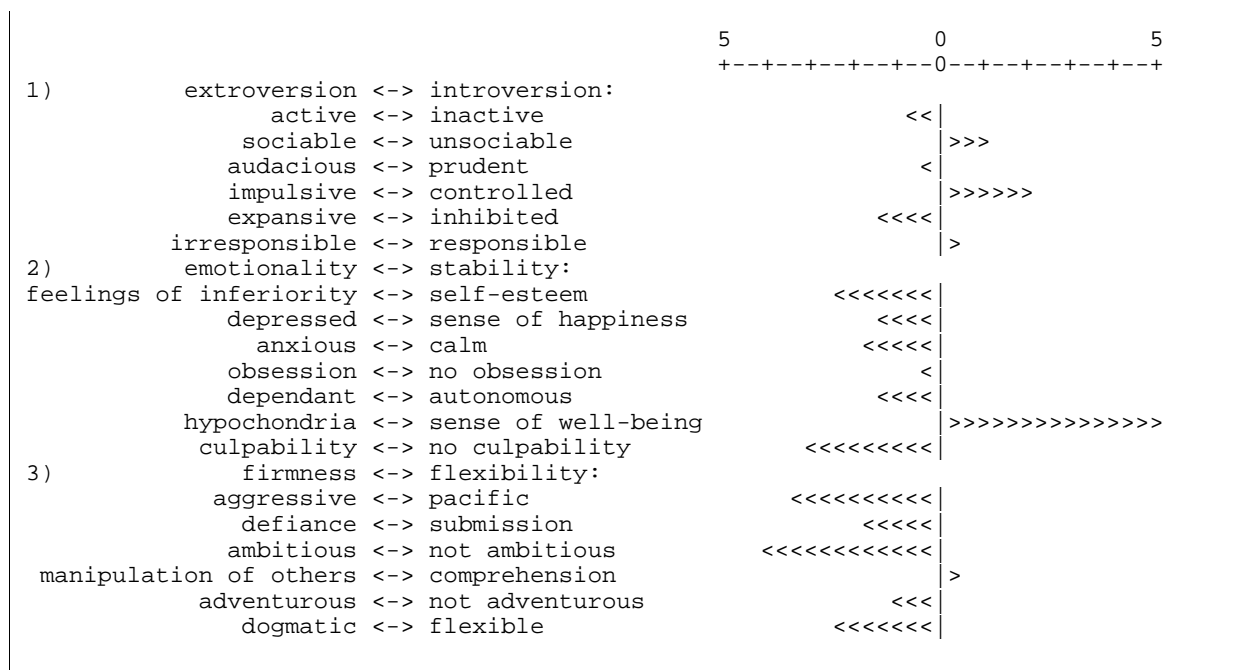 5 0 5
+--+--+--+--+--0--+--+--+--+--+
1) extroversion <-> introversion:
active <-> inactive <<|
sociable <-> unsociable |>>>
audacious <-> prudent <|
impulsive <-> controlled |>>>>>>
expansive <-> inhibited <<<<|
irresponsible <-> responsible |>
2) emotionality <-> stability:
feelings of inferiority <-> self-esteem <<<<<<<|
depressed <-> sense of happiness <<<<|
anxious <-> calm <<<<<|
obsession <-> no obsession <|
dependant <-> autonomous <<<<|
hypochondria <-> sense of well-being |>>>>>>>>>>>>>>>
culpability <-> no culpability <<<<<<<<<|
3) firmness <-> flexibility:
aggressive <-> pacific <<<<<<<<<<|
defiance <-> submission <<<<<|
ambitious <-> not ambitious <<<<<<<<<<<<|
manipulation of others <-> comprehension |>
adventurous <-> not adventurous <<<|
dogmatic <-> flexible <<<<<<<|